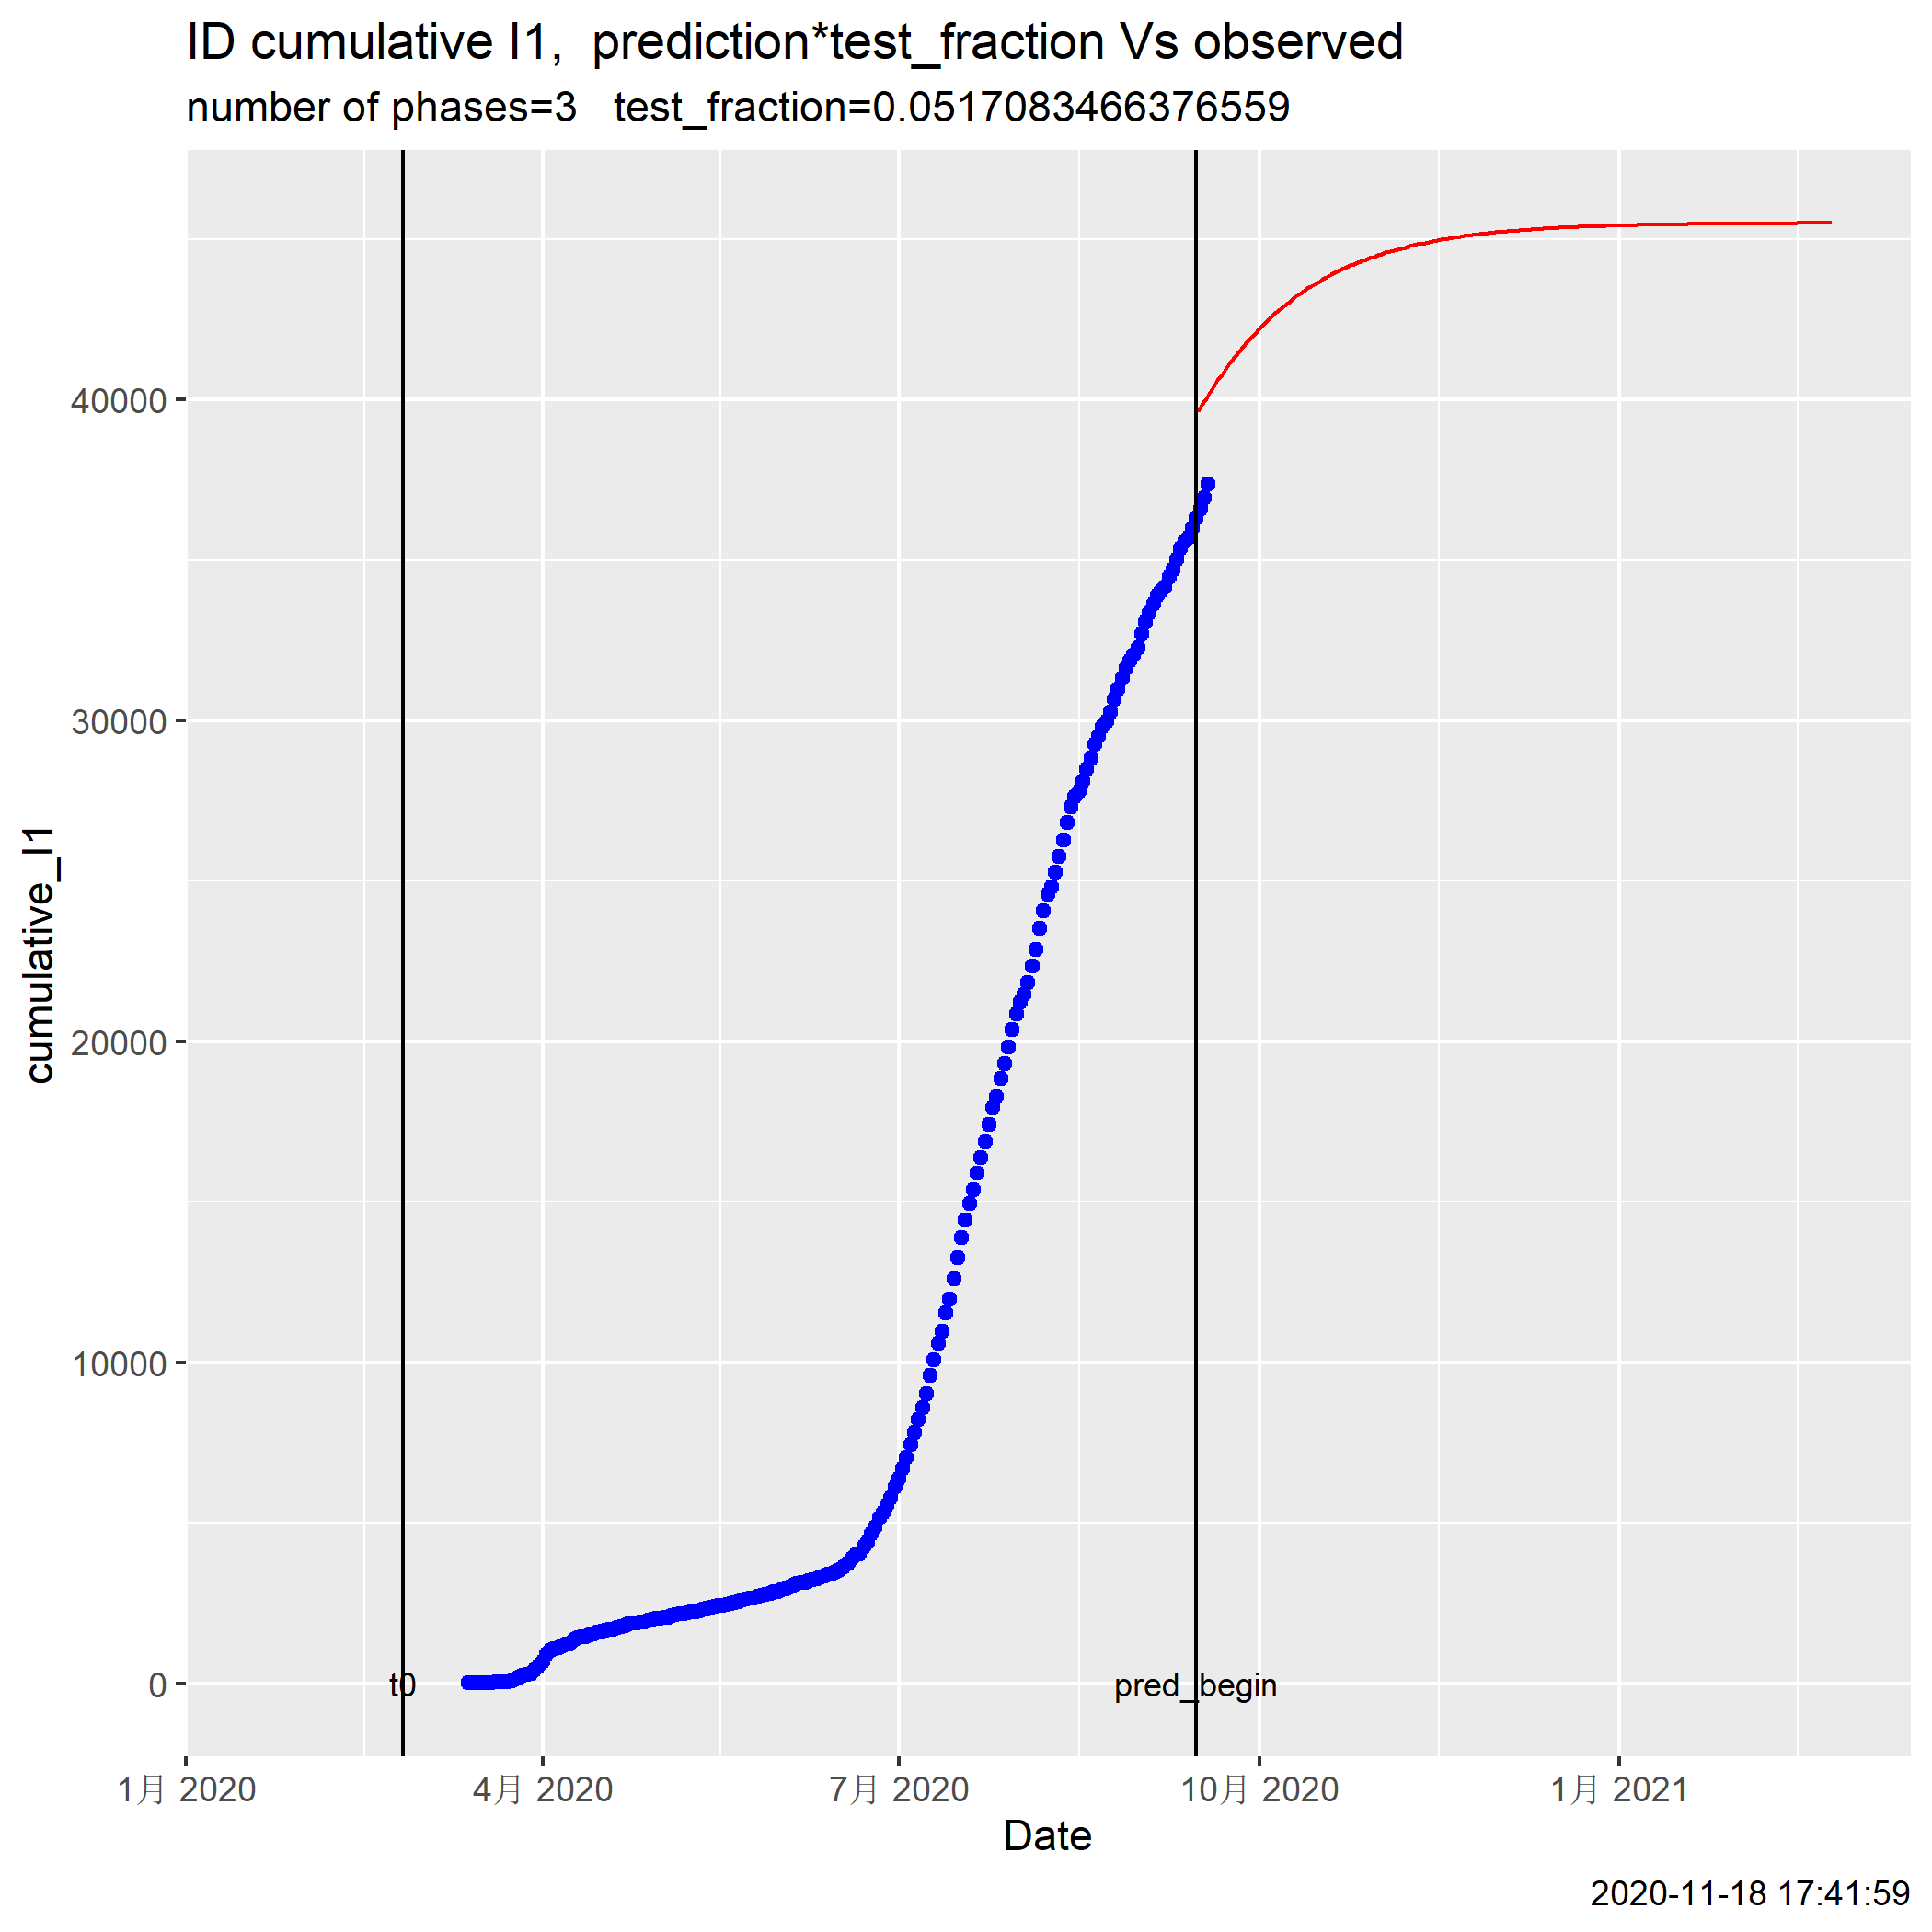 ID cumulative I1,  prediction*test_fraction Vs observed
number of phases=3   test_fraction=0.0517083466376559
cumulative_I1
40000
30000
20000
10000
0
t0
pred_begin
1月 2020
4月 2020
7月 2020
10月 2020
1月 2021
Date
2020-11-18 17:41:59